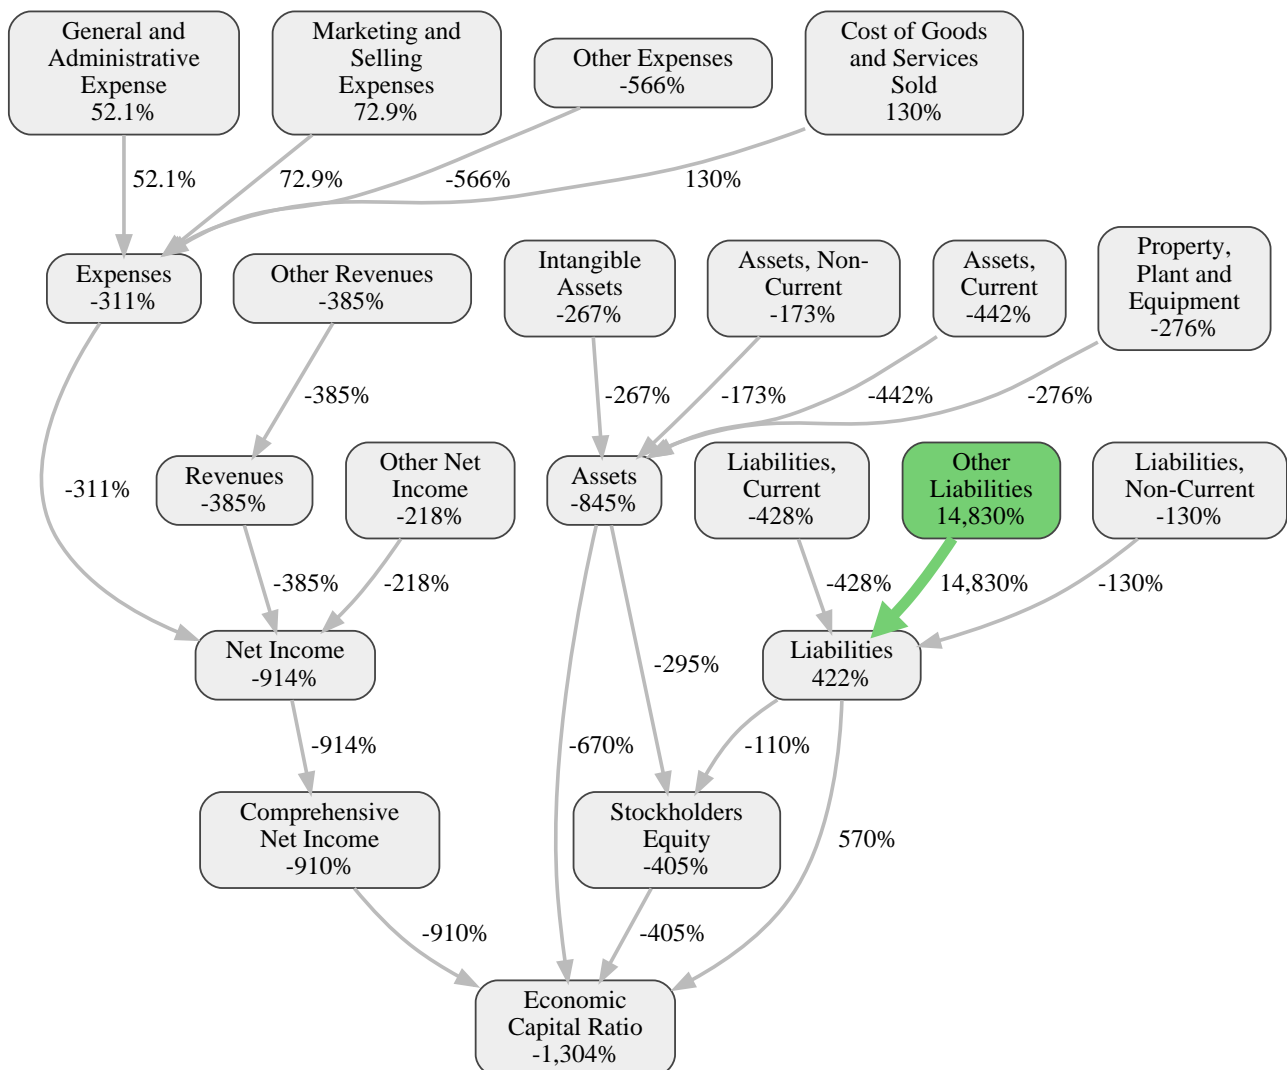 General and
Administrative
Expense
52.1%
Marketing and
Selling
Expenses
72.9%
Other Expenses
-566%
Cost of Goods
and Services
Sold
130%
52.1%
72.9%
-566%
130%
Expenses
-311%
Other Revenues
-385%
Intangible
Assets
-267%
Assets, Non-
Current
-173%
Assets,
Current
-442%
Property,
Plant and
Equipment
-276%
-385%
-267%
-173%
-442%
-276%
-311%
Revenues
-385%
Other Net
Income
-218%
Assets
-845%
Liabilities,
Current
-428%
Other
Liabilities
14,830%
Liabilities,
Non-Current
-130%
-385%
-218%
-428%
14,830%
-130%
Net Income
-914%
-295%
Liabilities
422%
-914%
-670%
-110%
Comprehensive
Net Income
-910%
Stockholders
Equity
-405%
570%
-910%
-405%
Economic
Capital Ratio
-1,304%